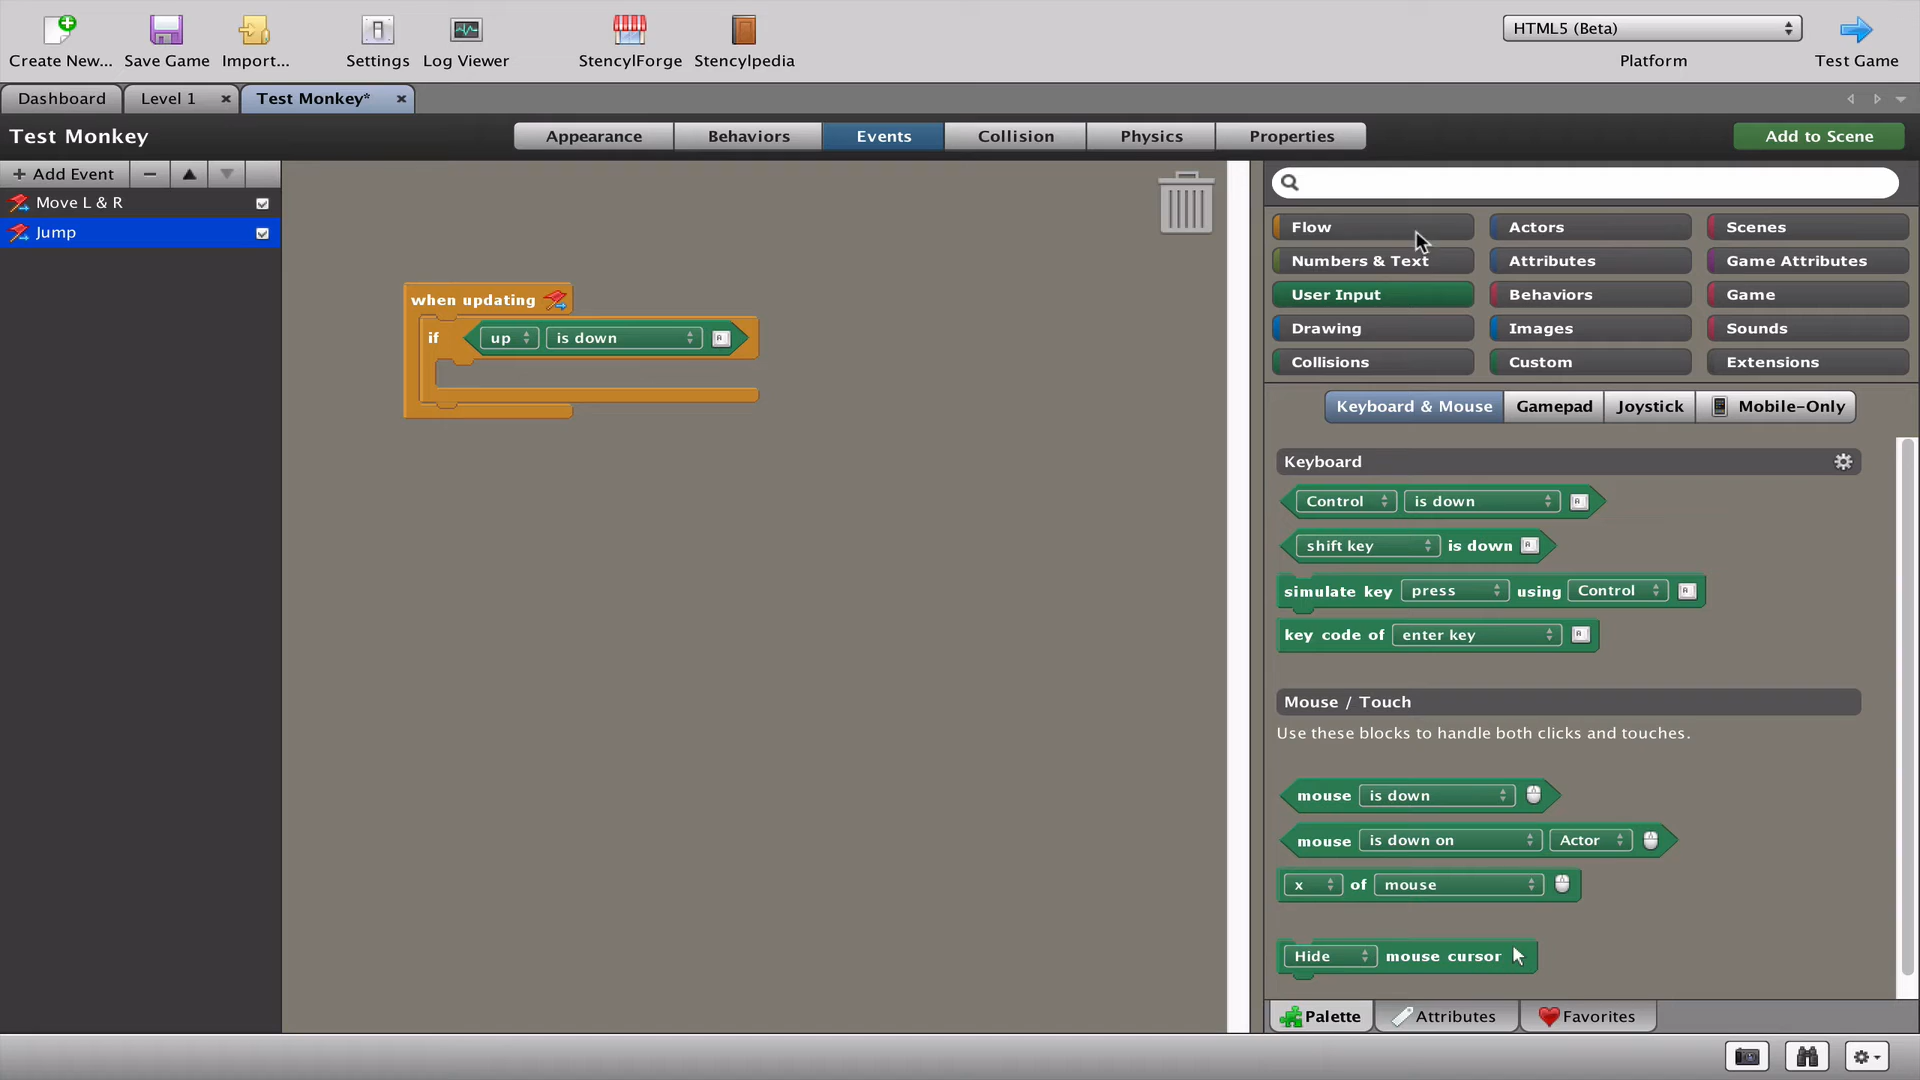 Create New...
Save Game
Import...
Settings
Log Viewer
StencylForge
Stencylpedia
HTML5 (Beta)
Platform
Test Game
Dashboard
Level 1
Test Monkey*
Test Monkey
Appearance
Behaviors
Events
Collision
Physics
Properties
Add to Scene
+ Add Event
Move L & R
Jump
when updating
if up is down A
Flow
Actors
Scenes
Numbers & Text
Attributes
Game Attributes
User Input
Behaviors
Game
Drawing
Images
Sounds
Collisions
Custom
Extensions
Keyboard & Mouse
Gamepad
Joystick
Mobile-Only
Keyboard
Control is down A
shift key is down A
simulate key press using Control A
key code of enter key A
Mouse / Touch
Use these blocks to handle both clicks and touches.
mouse is down
mouse is down on Actor
x of mouse
Hide mouse cursor
Palette
Attributes
Favorites